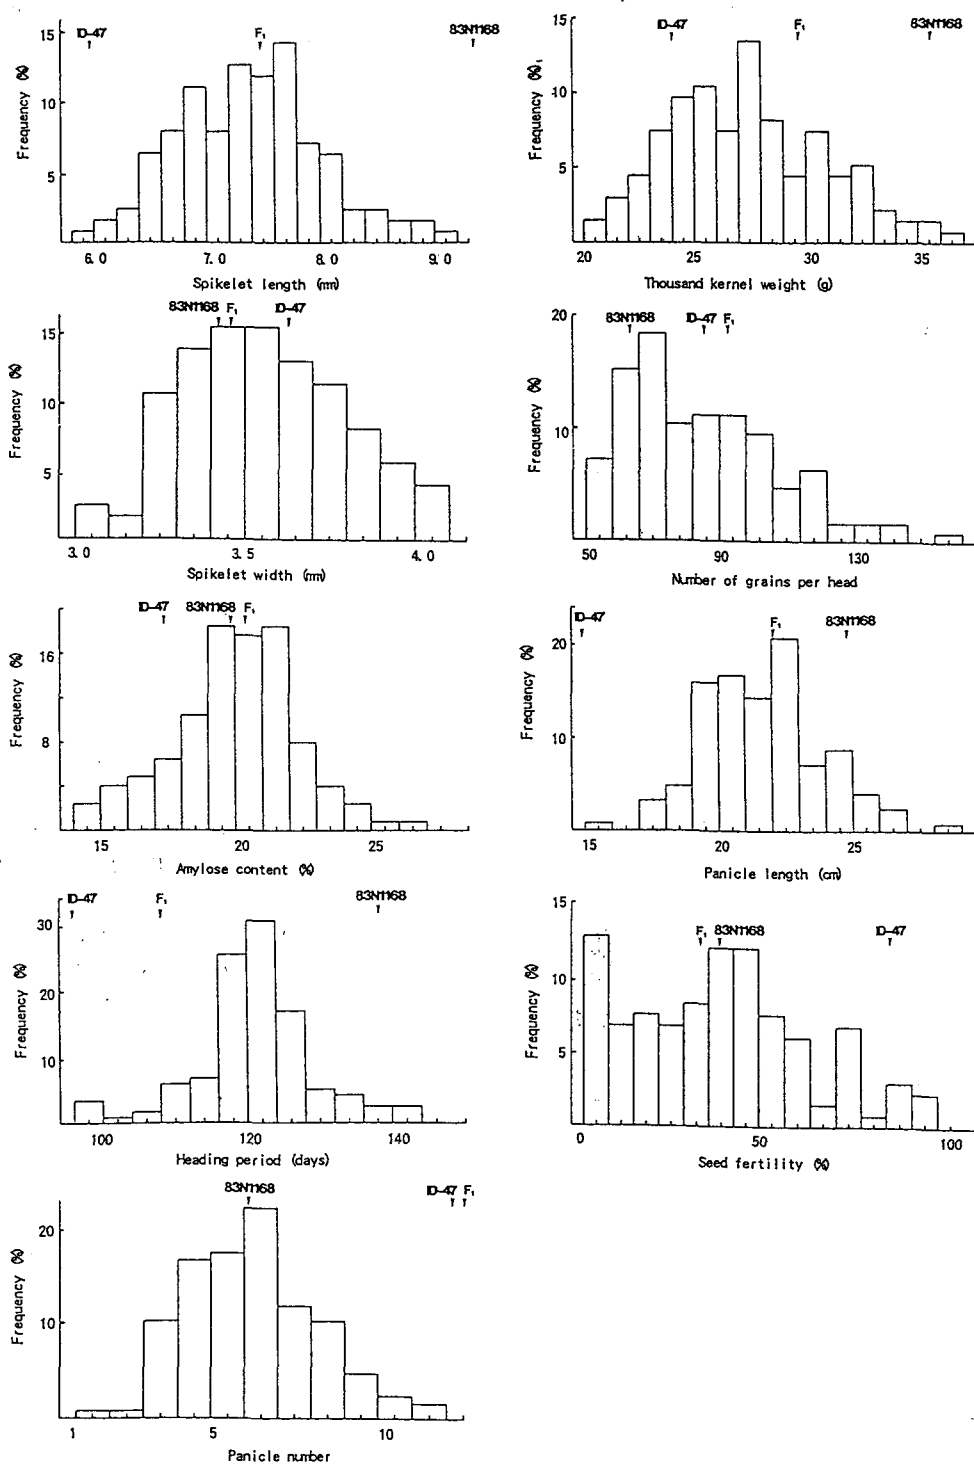 ID-47 F₁ 83N1168
15
10
5
Frequency (%)
6.0 7.0 8.0 9.0
Spikelet length (mm)
ID-47 F₁ 83N1168
15
10
5
Frequency (%)
20 25 30 35
Thousand kernel weight (g)
83N1168 F₁ ID-47
15
10
5
Frequency (%)
3.0 3.5 4.0
Spikelet width (mm)
83N1168 ID-47 F₁
20
10
Frequency (%)
50 90 130
Number of grains per head
ID-47 83N1168 F₁
16
8
Frequency (%)
15 20 25
Amylose content (%)
ID-47 F₁ 83N1168
20
10
Frequency (%)
15 20 25
Panicle length (cm)
ID-47 F₁ 83N1168
30
20
10
Frequency (%)
100 120 140
Heading period (days)
F₁ 83N1168 ID-47
15
10
5
Frequency (%)
0 50 100
Seed fertility (%)
83N1168 ID-47 F₁
20
10
Frequency (%)
1 5 10
Panicle number